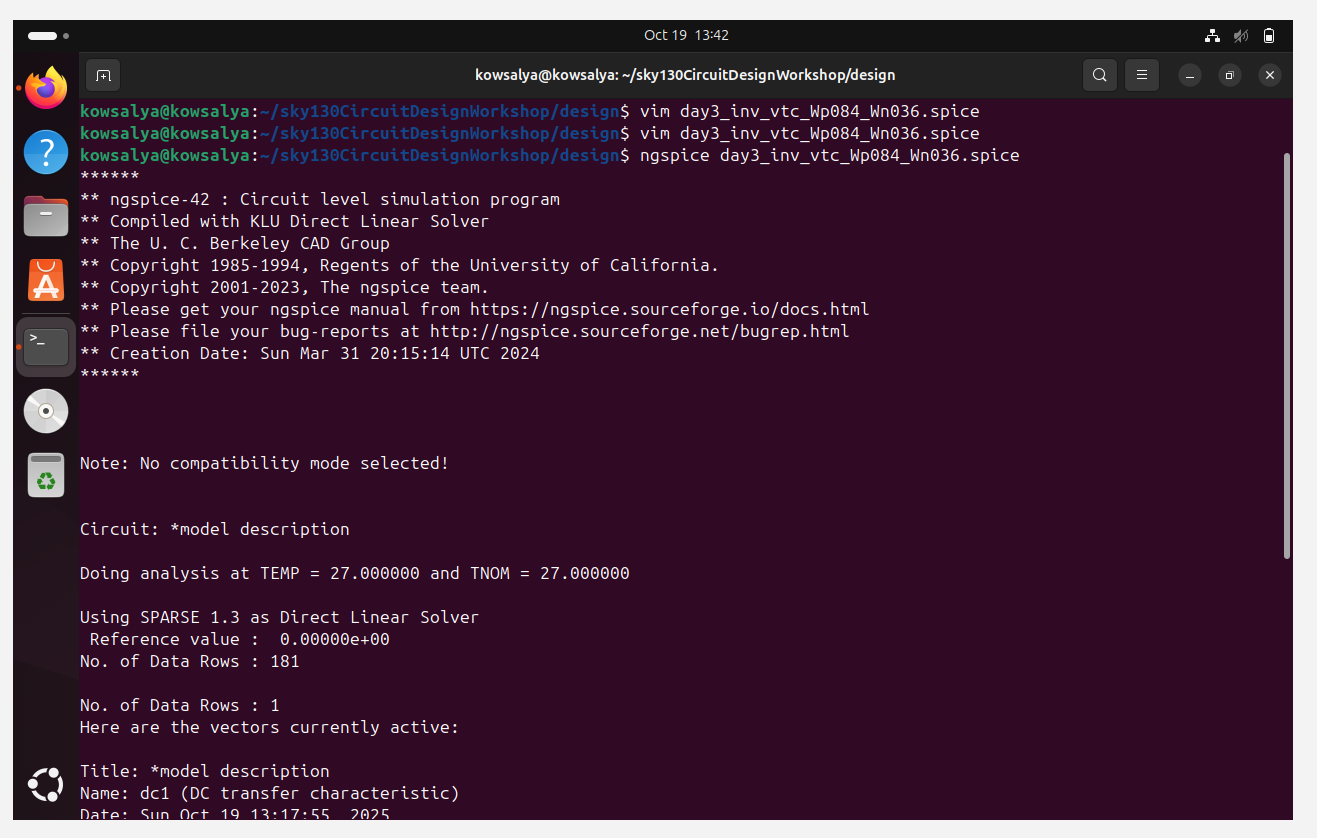 Oct 19 13:42
kowsalya@kowsalya: ~/sky130CircuitDesignWorkshop/design
kowsalya@kowsalya:~/sky130CircuitDesignWorkshop/design$ vim day3_inv_vtc_Wp084_Wn036.spice
kowsalya@kowsalya:~/sky130CircuitDesignWorkshop/design$ vim day3_inv_vtc_Wp084_Wn036.spice
kowsalya@kowsalya:~/sky130CircuitDesignWorkshop/design$ ngspice day3_inv_vtc_Wp084_Wn036.spice
******
** ngspice-42 : Circuit level simulation program
** Compiled with KLU Direct Linear Solver
** The U. C. Berkeley CAD Group
** Copyright 1985-1994, Regents of the University of California.
** Copyright 2001-2023, The ngspice team.
** Please get your ngspice manual from https://ngspice.sourceforge.io/docs.html
** Please file your bug-reports at http://ngspice.sourceforge.net/bugrep.html
** Creation Date: Sun Mar 31 20:15:14 UTC 2024
******
Note: No compatibility mode selected!
Circuit: *model description
Doing analysis at TEMP = 27.000000 and TNOM = 27.000000
Using SPARSE 1.3 as Direct Linear Solver
Reference value :  0.00000e+00
No. of Data Rows : 181
No. of Data Rows : 1
Here are the vectors currently active:
Title: *model description
Name: dc1 (DC transfer characteristic)
Date: Sun Oct 19 13:17:55  2025